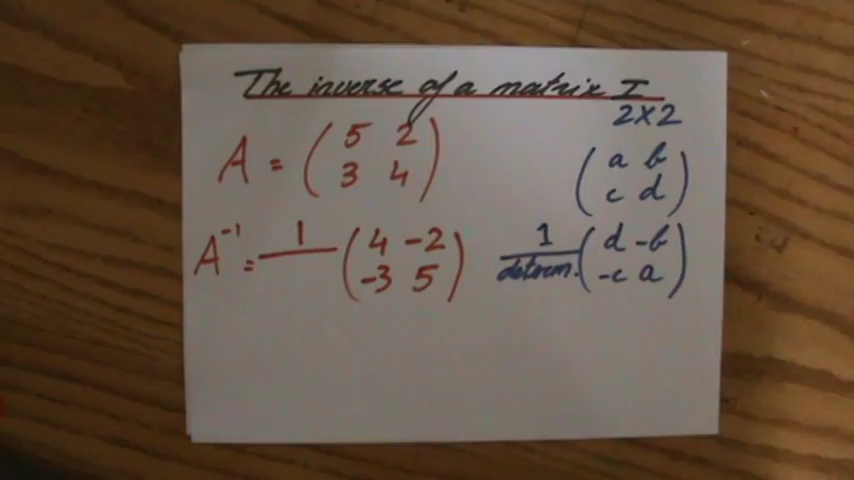 The inverse of a matrix I
2x2
A = ( 5 2
3 4 )
( a b
c d )
A⁻¹ = 1/ ( 4 -2
-3 5 )
1/determ. ( d -b
-c a )